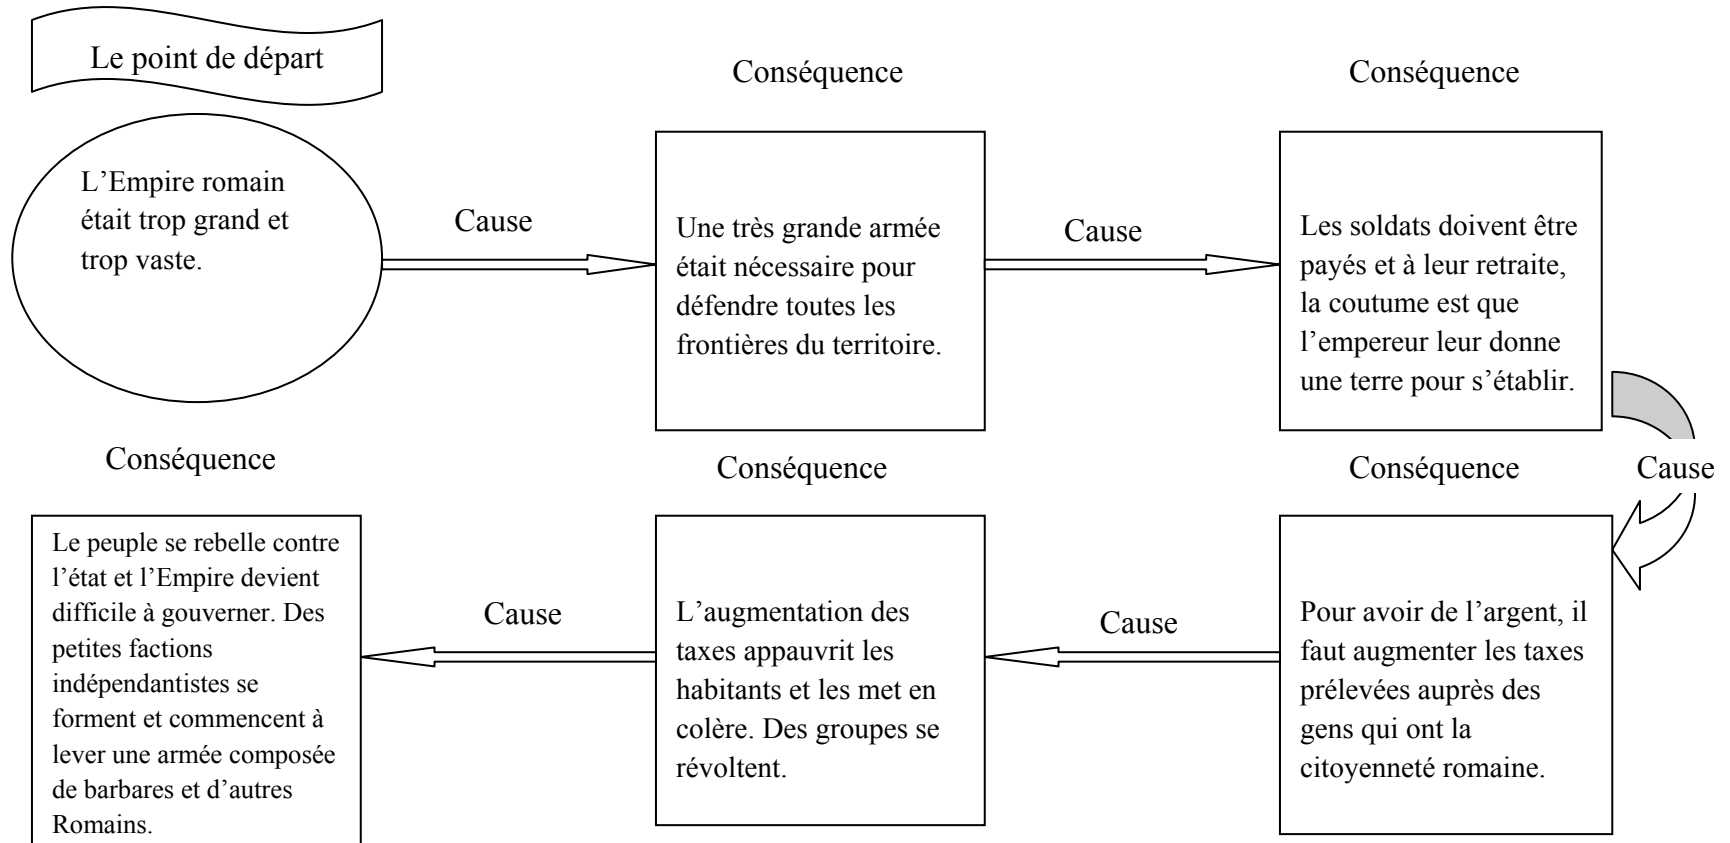 Le point de départ
L’Empire romain
était trop grand et
trop vaste.
Cause
Conséquence
Une très grande armée
était nécessaire pour
défendre toutes les
frontières du territoire.
Cause
Conséquence
Les soldats doivent être
payés et à leur retraite,
la coutume est que
l’empereur leur donne
une terre pour s’établir.
Cause
Conséquence
Pour avoir de l’argent, il
faut augmenter les taxes
prélevées auprès des
gens qui ont la
citoyenneté romaine.
Cause
Conséquence
L’augmentation des
taxes appauvrit les
habitants et les met en
colère. Des groupes se
révoltent.
Cause
Conséquence
Le peuple se rebelle contre
l’état et l’Empire devient
difficile à gouverner. Des
petites factions
indépendantistes se
forment et commencent à
lever une armée composée
de barbares et d’autres
Romains.